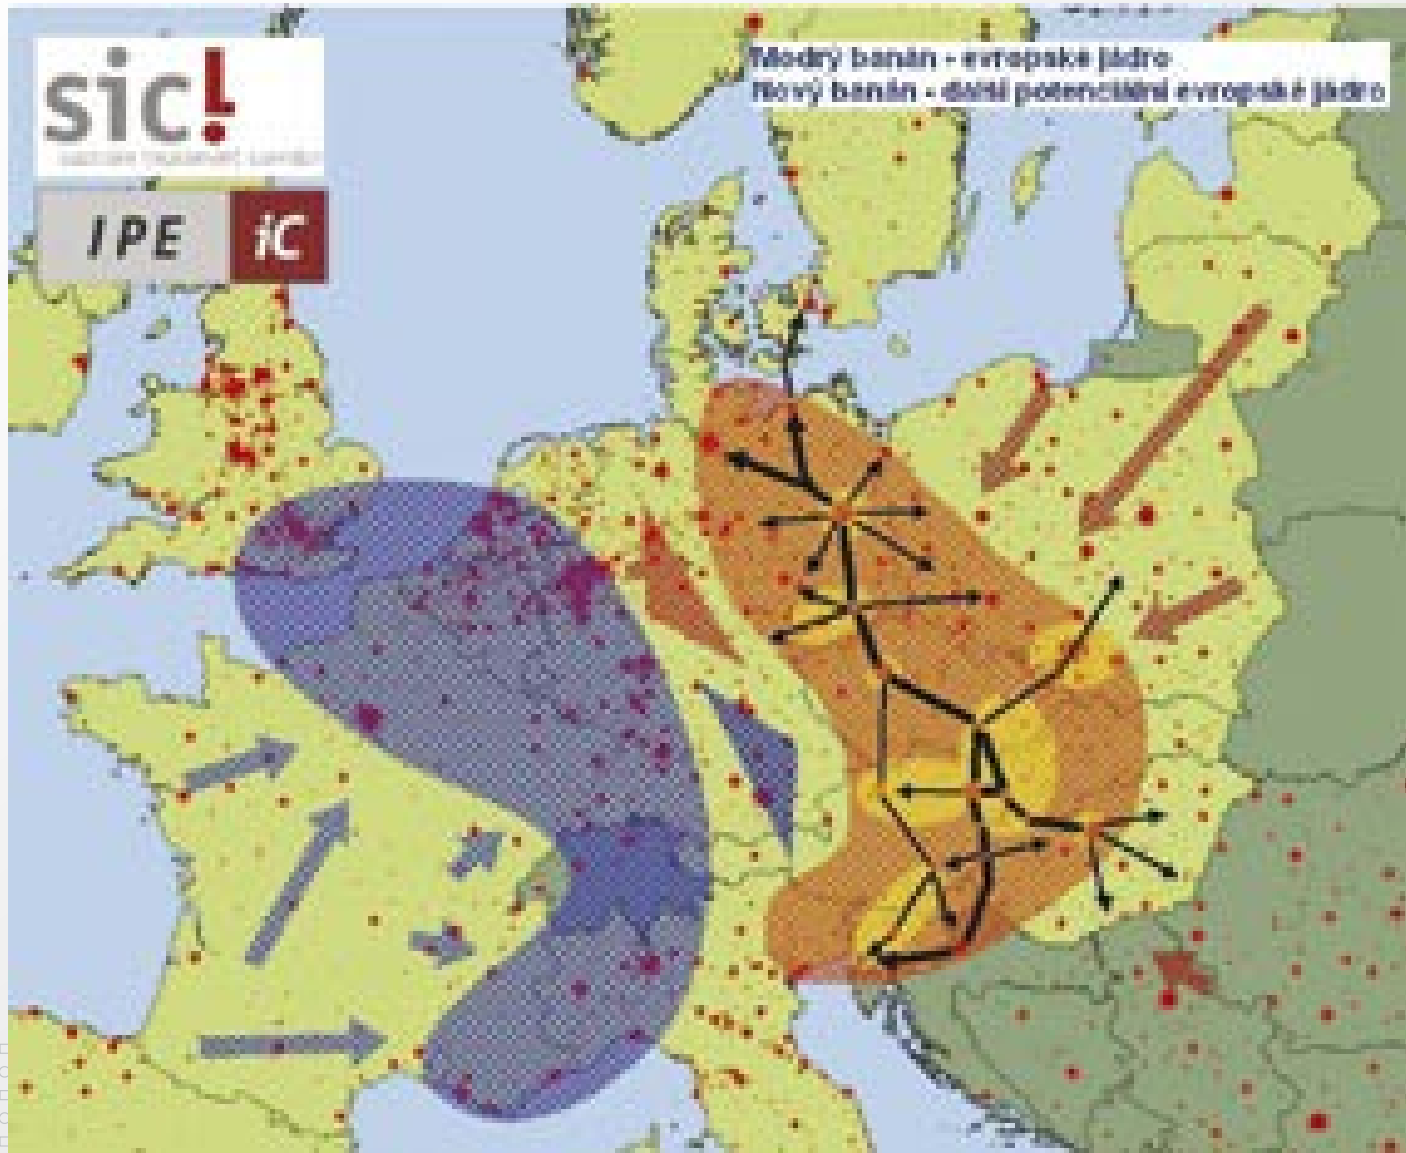 sic!
IPE iC
Modrý banán - evropské jádro
Nový banán - další potenciální evropské jádro